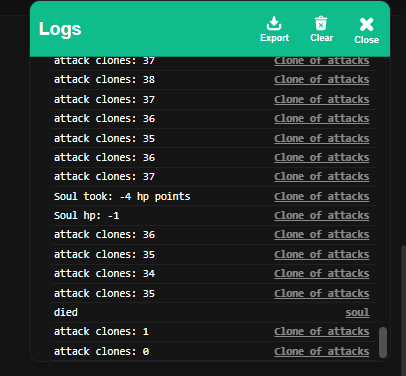 Logs
Export
Clear
Close
attack clones: 37 Clone of attacks
attack clones: 38 Clone of attacks
attack clones: 37 Clone of attacks
attack clones: 36 Clone of attacks
attack clones: 35 Clone of attacks
attack clones: 36 Clone of attacks
attack clones: 37 Clone of attacks
Soul took: -4 hp points Clone of attacks
Soul hp: -1 Clone of attacks
attack clones: 36 Clone of attacks
attack clones: 35 Clone of attacks
attack clones: 34 Clone of attacks
attack clones: 35 Clone of attacks
died soul
attack clones: 1 Clone of attacks
attack clones: 0 Clone of attacks